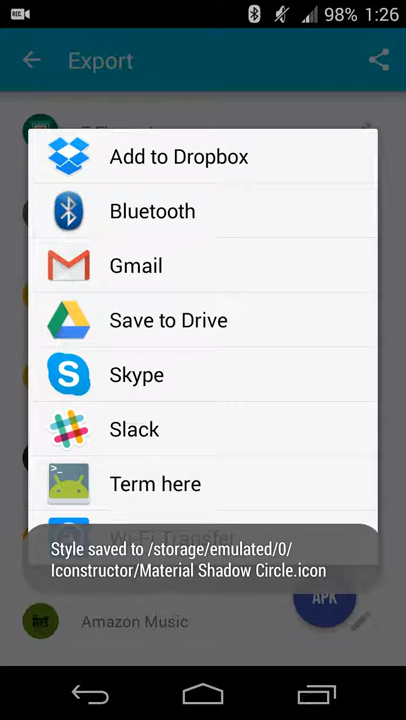 REC 98% 1:26
Export
Add to Dropbox
Bluetooth
Gmail
Save to Drive
Skype
Slack
Term here
Wi-Fi Transfer
Style saved to /storage/emulated/0/
Iconstructor/Material Shadow Circle.icon
APK
Amazon Music